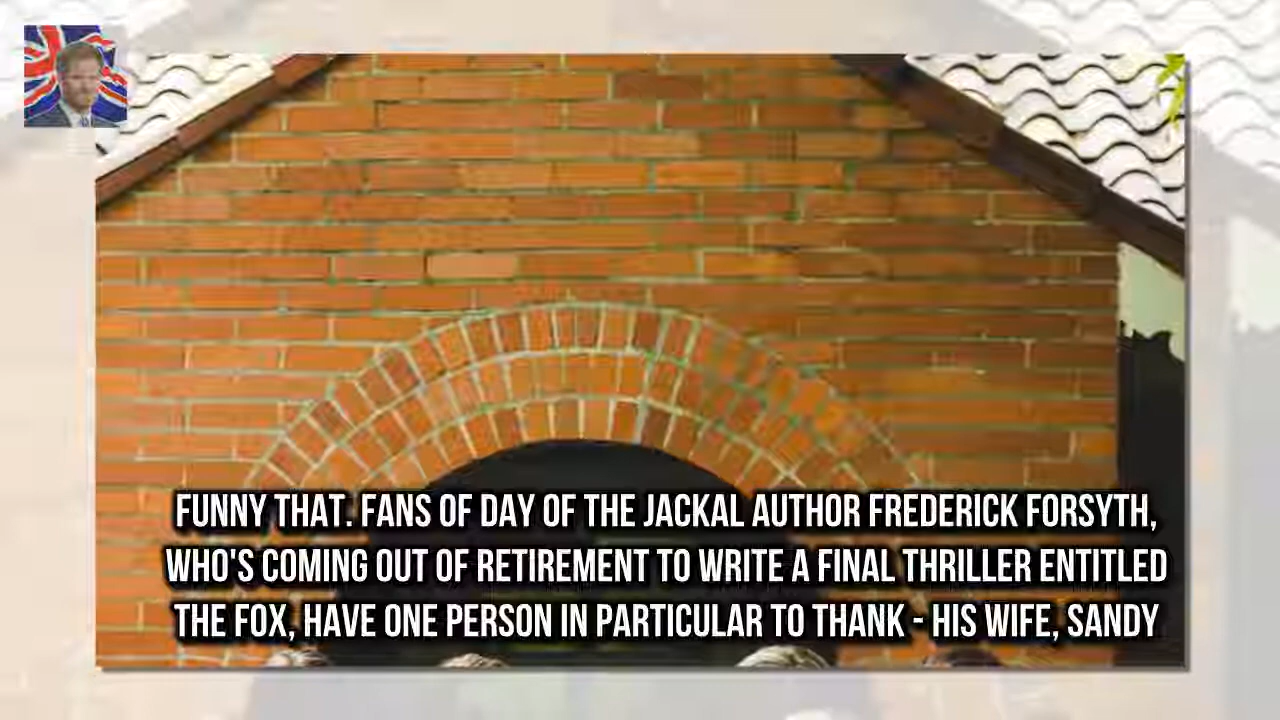 FUNNY THAT. FANS OF DAY OF THE JACKAL AUTHOR FREDERICK FORSYTH,
WHO'S COMING OUT OF RETIREMENT TO WRITE A FINAL THRILLER ENTITLED
THE FOX, HAVE ONE PERSON IN PARTICULAR TO THANK - HIS WIFE, SANDY